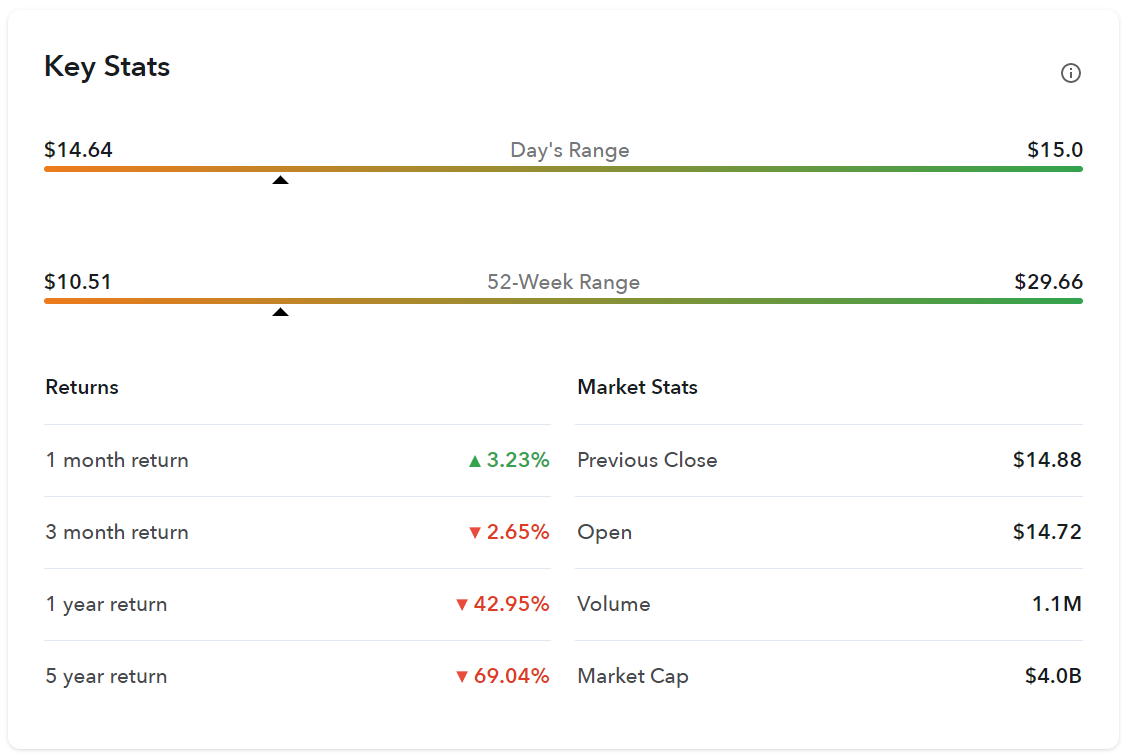 Key Stats
$14.64 Day's Range $15.0
$10.51 52-Week Range $29.66
Returns
1 month return ▲ 3.23%
3 month return ▼ 2.65%
1 year return ▼ 42.95%
5 year return ▼ 69.04%
Market Stats
Previous Close $14.88
Open $14.72
Volume 1.1M
Market Cap $4.0B